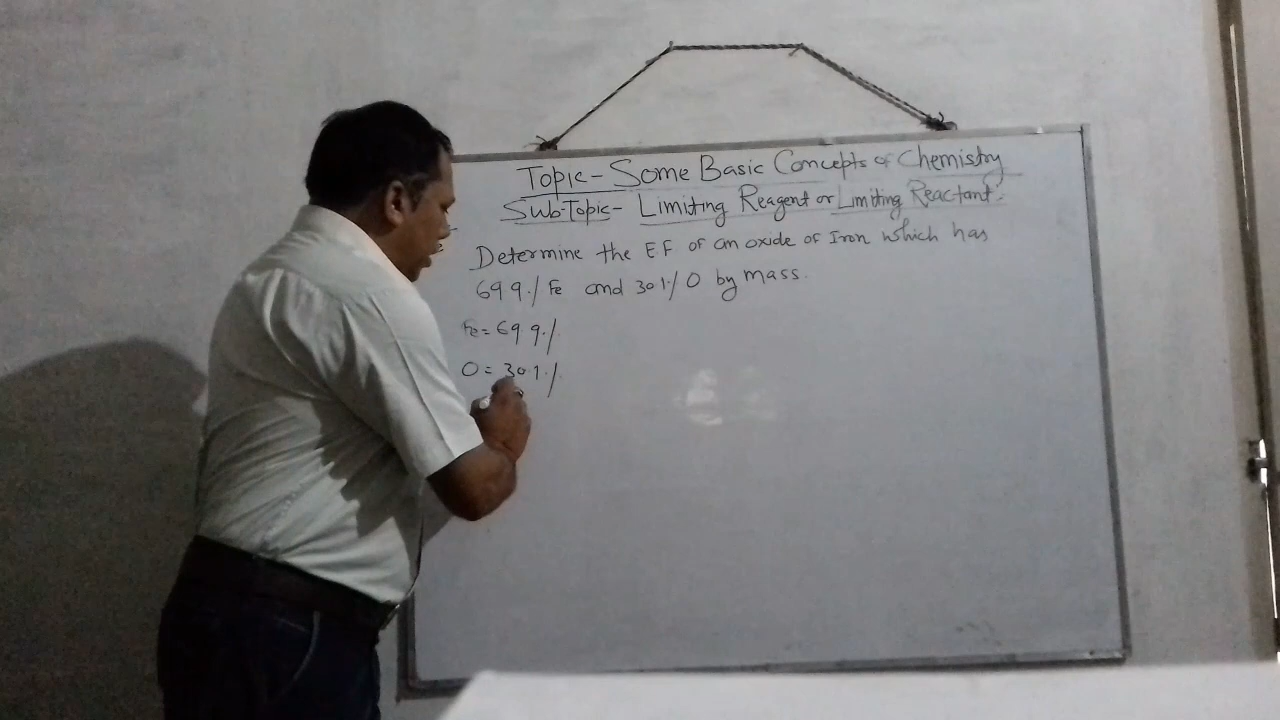 Topic - Some Basic Concepts of Chemistry
Sub-Topic - Limiting Reagent or Limiting Reactant :
Determine the EF of an oxide of Iron which has
69.9% Fe and 30.1% O by mass.
Fe = 69.9%
O = 30.1%